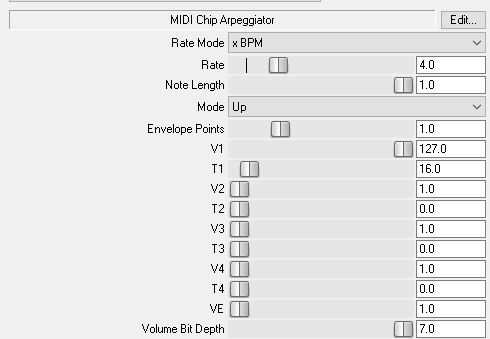 MIDI Chip Arpeggiator Edit...
Rate Mode x BPM
Rate 4.0
Note Length 1.0
Mode Up
Envelope Points 1.0
V1 127.0
T1 16.0
V2 1.0
T2 0.0
V3 1.0
T3 0.0
V4 1.0
T4 0.0
VE 1.0
Volume Bit Depth 7.0